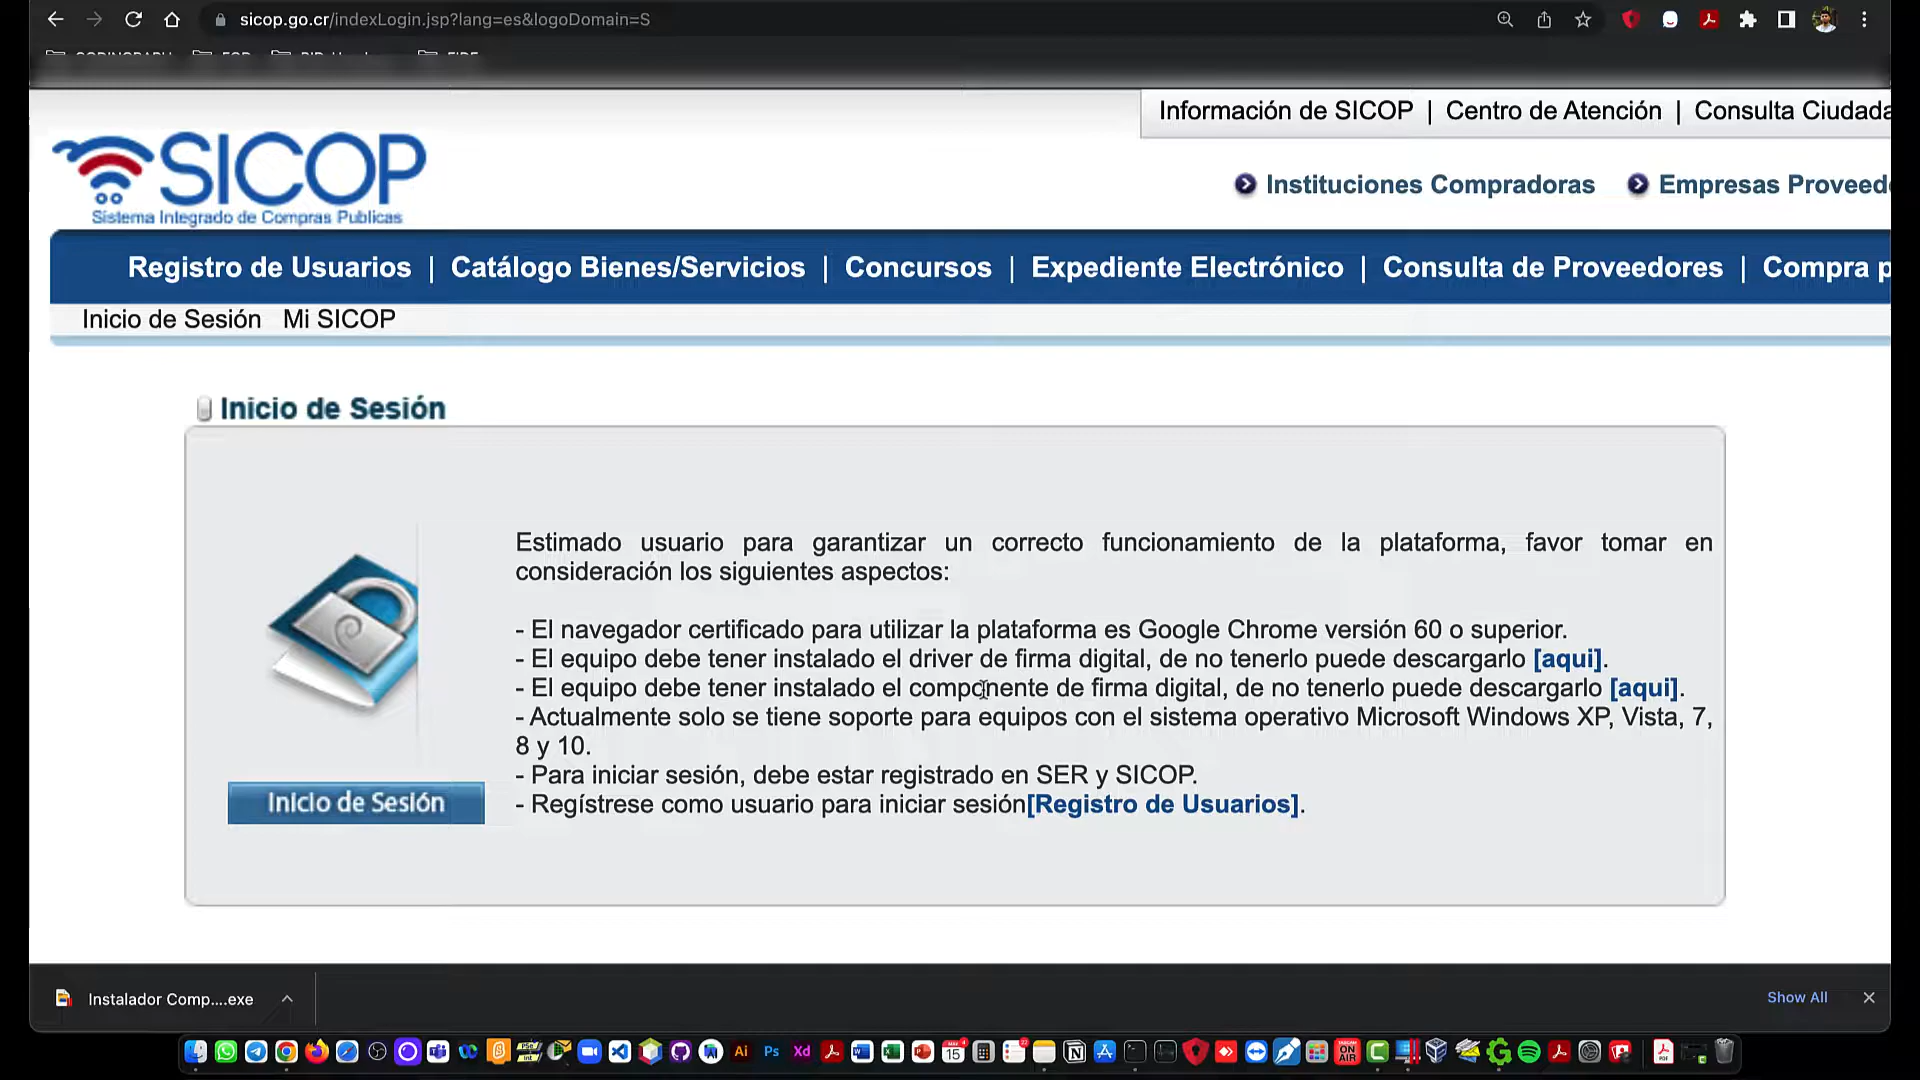 sicop.go.cr/indexLogin.jsp?lang=es&logoDomain=S
Información de SICOP | Centro de Atención | Consulta Ciudada
SICOP
Sistema Integrado de Compras Publicas
Instituciones Compradoras Empresas Proveed
Registro de Usuarios | Catálogo Bienes/Servicios | Concursos | Expediente Electrónico | Consulta de Proveedores | Compra p
Inicio de Sesión Mi SICOP
Inicio de Sesión
Estimado usuario para garantizar un correcto funcionamiento de la plataforma, favor tomar en
consideración los siguientes aspectos:
- El navegador certificado para utilizar la plataforma es Google Chrome versión 60 o superior.
- El equipo debe tener instalado el driver de firma digital, de no tenerlo puede descargarlo [aqui].
- El equipo debe tener instalado el componente de firma digital, de no tenerlo puede descargarlo [aqui].
- Actualmente solo se tiene soporte para equipos con el sistema operativo Microsoft Windows XP, Vista, 7,
8 y 10.
- Para iniciar sesión, debe estar registrado en SER y SICOP.
- Regístrese como usuario para iniciar sesión[Registro de Usuarios].
Inicio de Sesión
Instalador Comp....exe
Show All
Ai Ps Xd
15
ON AIR